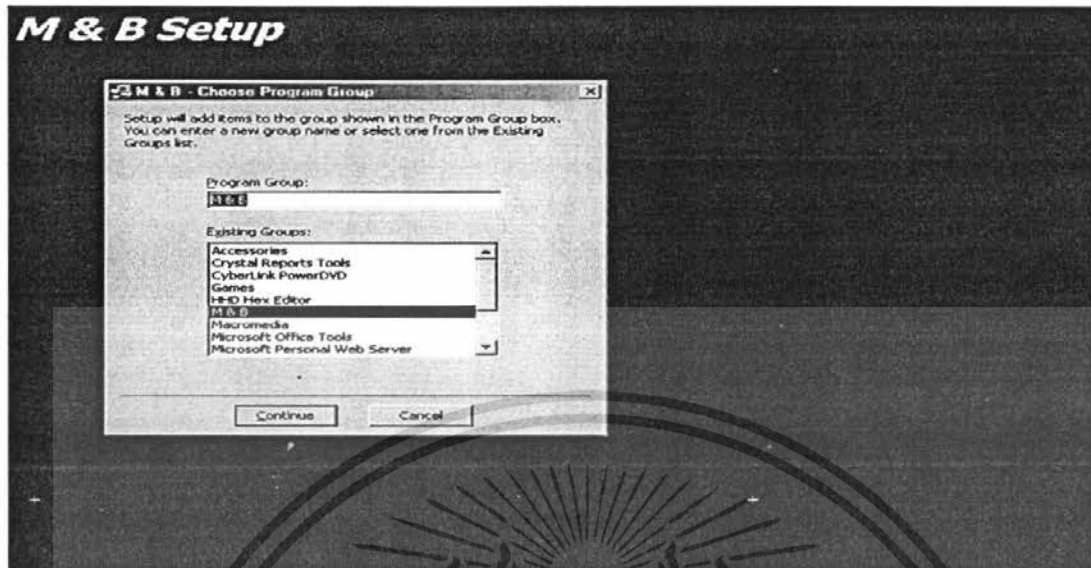 M & B Setup
M & B - Choose Program Group
Setup will add items to the group shown in the Program Group box.
You can enter a new group name or select one from the Existing
Groups list.
Program Group:
M & B
Existing Groups:
Accessories
Crystal Reports Tools
CyberLink PowerDVD
Games
HHD Hex Editor
M & B
Macromedia
Microsoft Office Tools
Microsoft Personal Web Server
Continue
Cancel